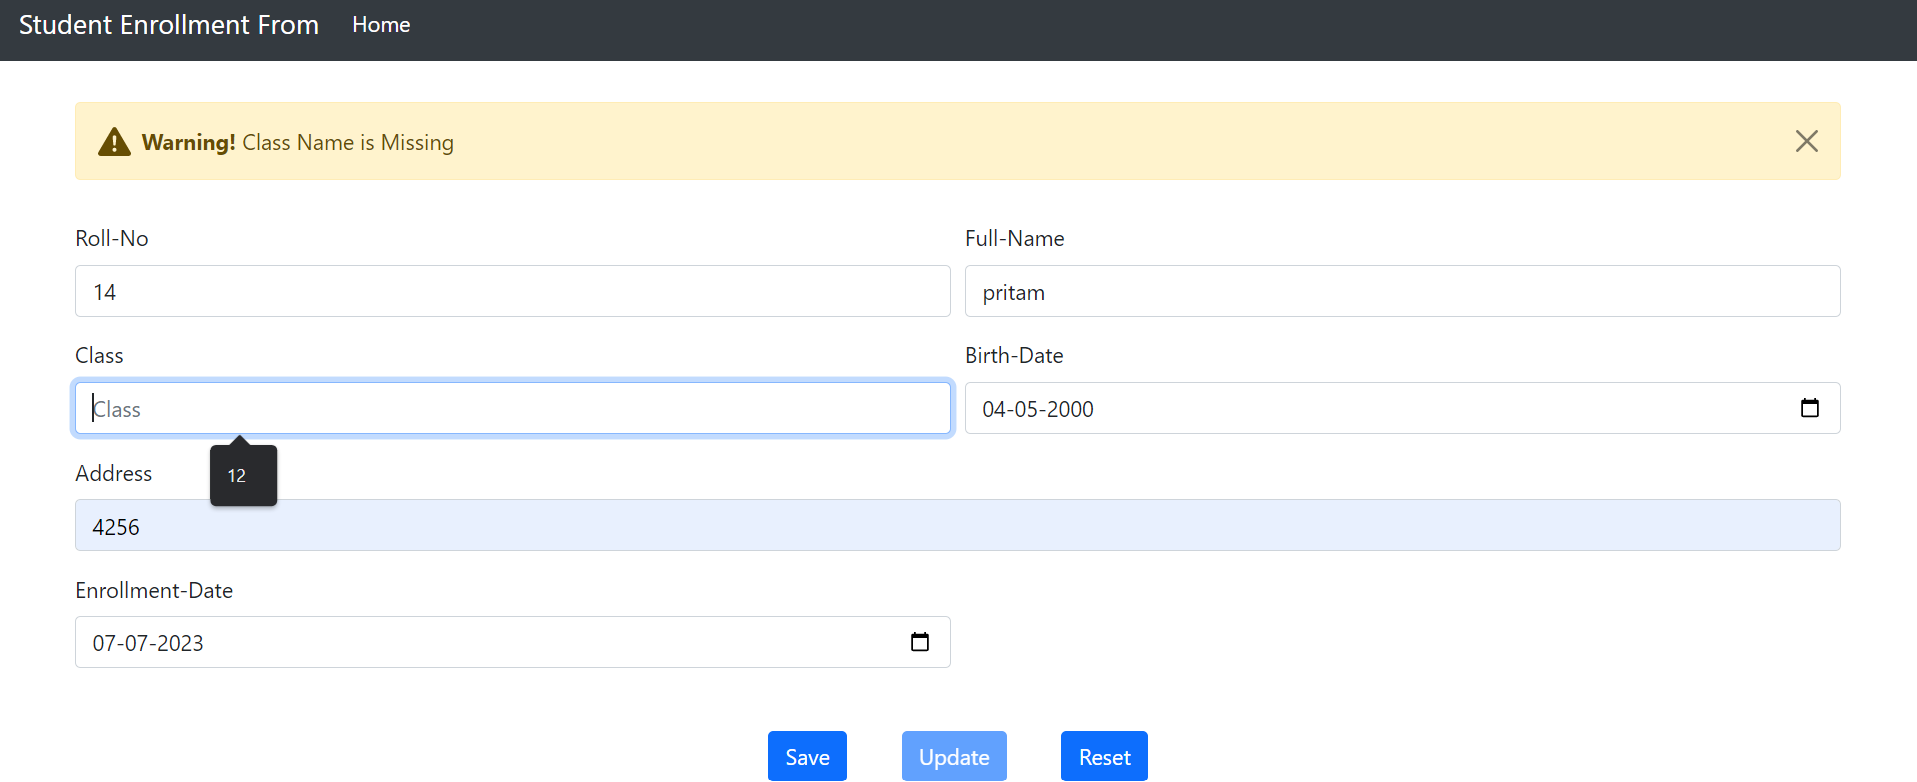 Student Enrollment From Home
Warning! Class Name is Missing
Roll-No Full-Name
14 pritam
Class Birth-Date
Class 04-05-2000
12
Address
4256
Enrollment-Date
07-07-2023
Save Update Reset